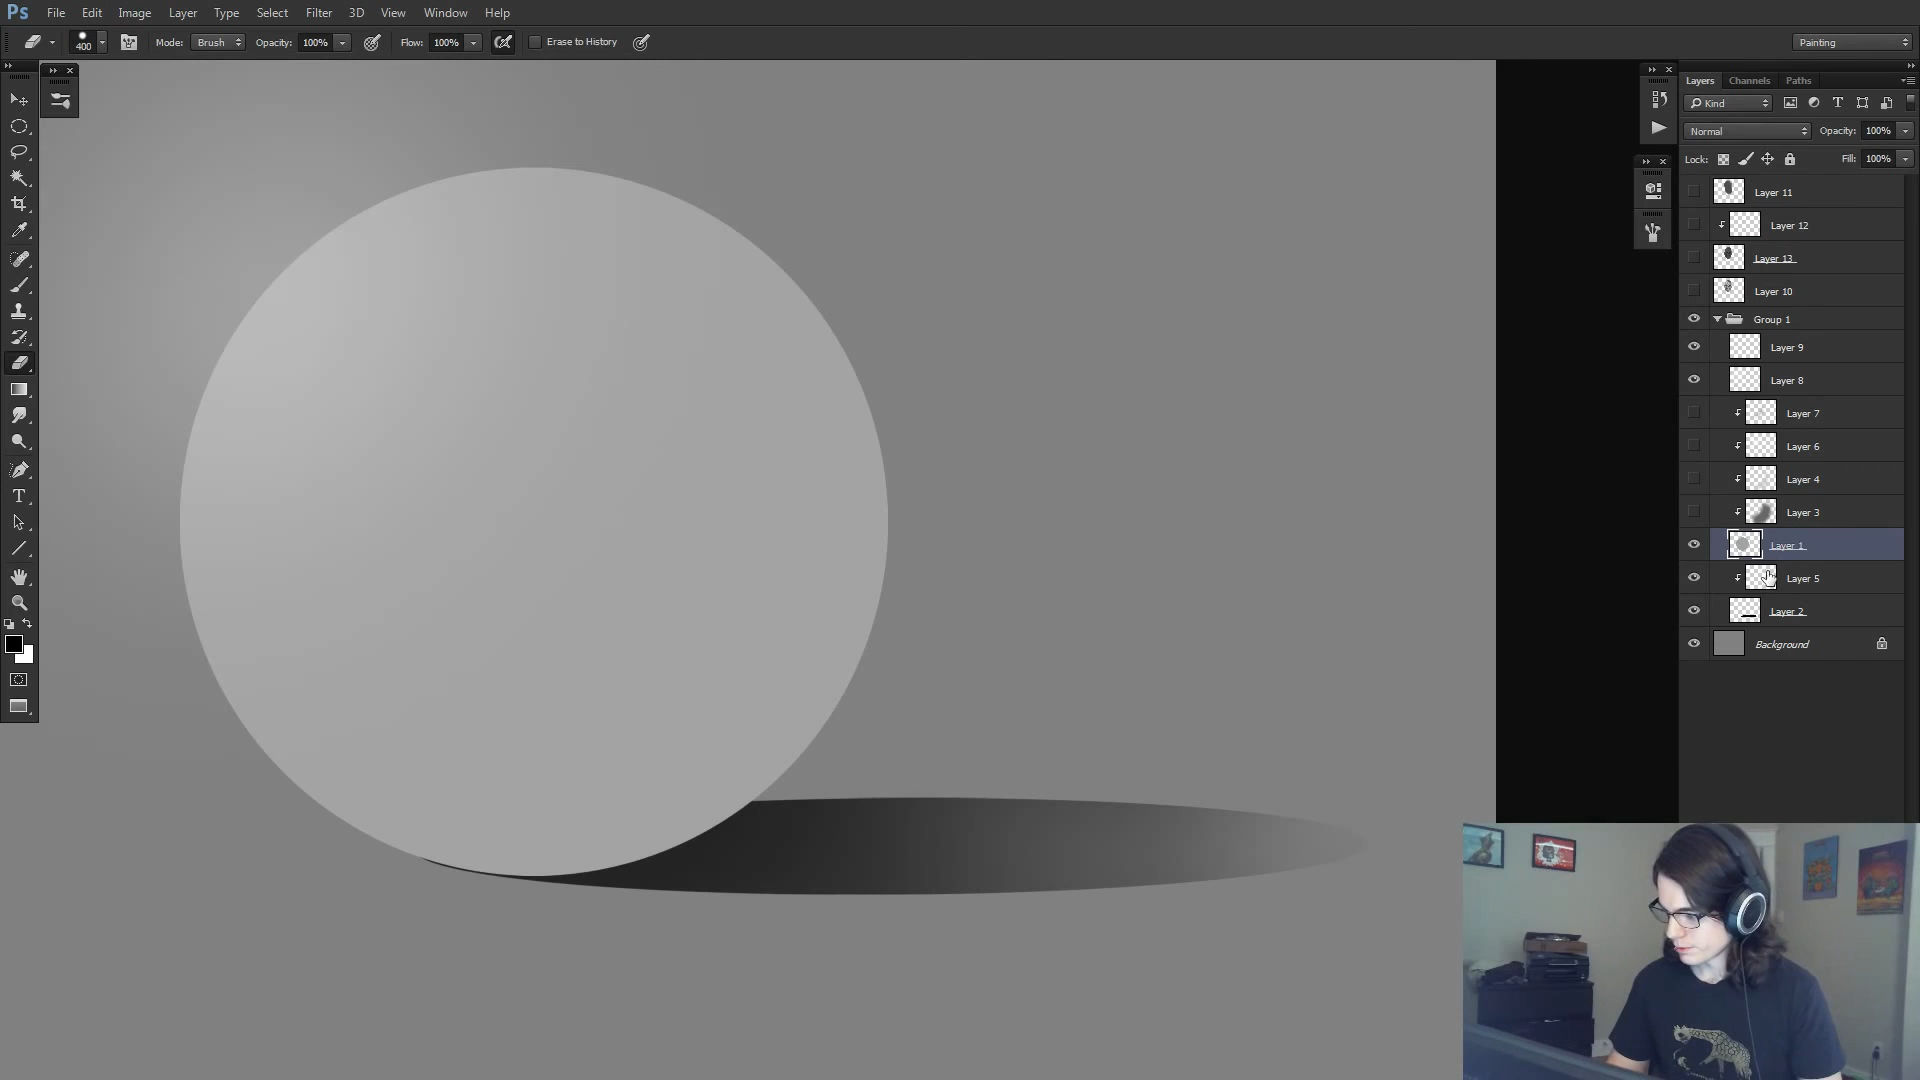 Ps File Edit Image Layer Type Select Filter 3D View Window Help
400 Mode: Brush Opacity: 100% Flow: 100% Erase to History Painting
Layers Channels Paths
Kind
Normal Opacity: 100%
Lock: Fill: 100%
Layer 11
Layer 12
Layer 13
Layer 10
Group 1
Layer 9
Layer 8
Layer 7
Layer 6
Layer 4
Layer 3
Layer 1
Layer 5
Layer 2
Background